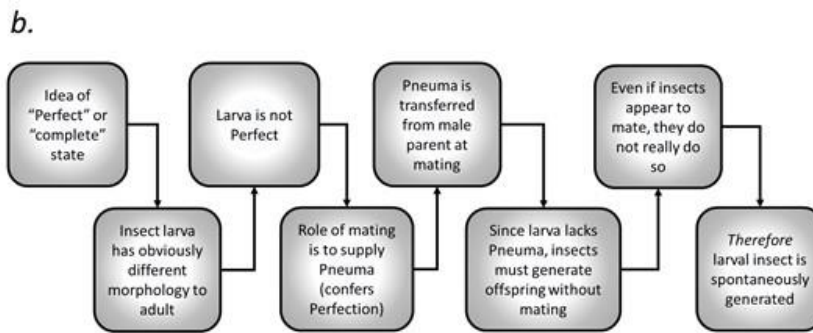 b.
Idea of
"Perfect" or
"complete"
state
Insect larva
has obviously
different
morphology to
adult
Larva is not
Perfect
Role of mating
is to supply
Pneuma
(confers
Perfection)
Pneuma is
transferred
from male
parent at
mating
Since larva lacks
Pneuma, insects
must generate
offspring without
mating
Even if insects
appear to
mate, they do
not really do
so
Therefore
larval insect is
spontaneously
generated